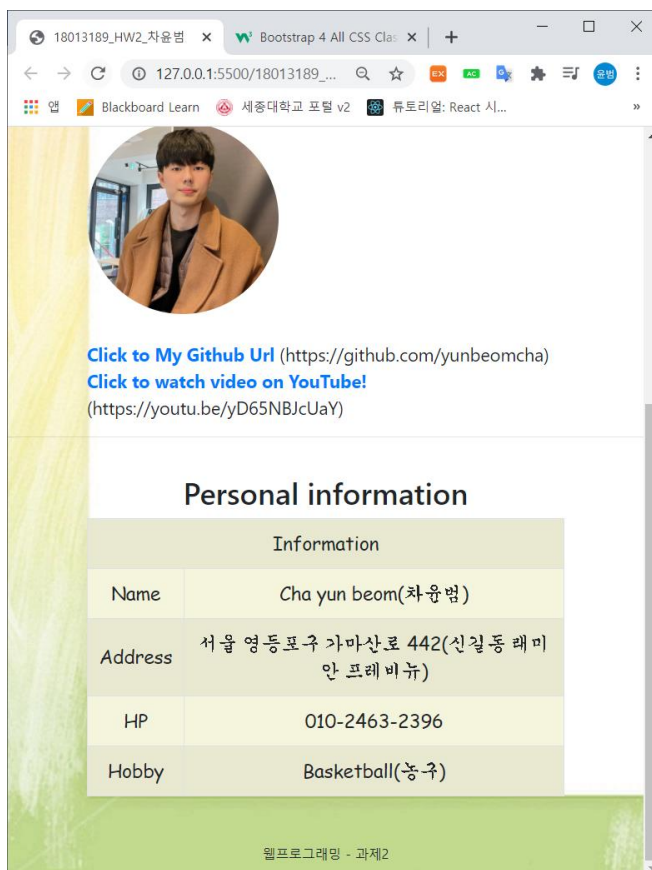 18013189_HW2_차윤범
Bootstrap 4 All CSS Clas
127.0.0.1:5500/18013189_...
EX
AC
윤범
앱
Blackboard Learn
세종대학교 포털 v2
튜토리얼: React 시...
Click to My Github Url (https://github.com/yunbeomcha)
Click to watch video on YouTube!
(https://youtu.be/yD65NBJcUaY)
Personal information
Information
Name Cha yun beom(차윤범)
Address 서울 영등포구 가마산로 442(신길동 래미
안 프레비뉴)
HP 010-2463-2396
Hobby Basketball(농구)
웹프로그래밍 - 과제2